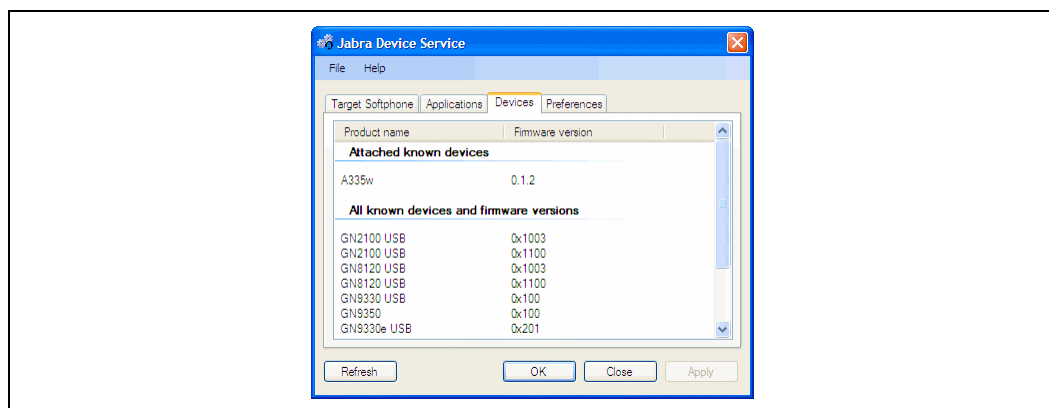 Jabra Device Service
File Help
Target Softphone Applications Devices Preferences
Product name Firmware version
Attached known devices
A335w 0.1.2
All known devices and firmware versions
GN2100 USB 0x1003
GN2100 USB 0x1100
GN8120 USB 0x1003
GN8120 USB 0x1100
GN9330 USB 0x100
GN9350 0x100
GN9330e USB 0x201
Refresh OK Close Apply